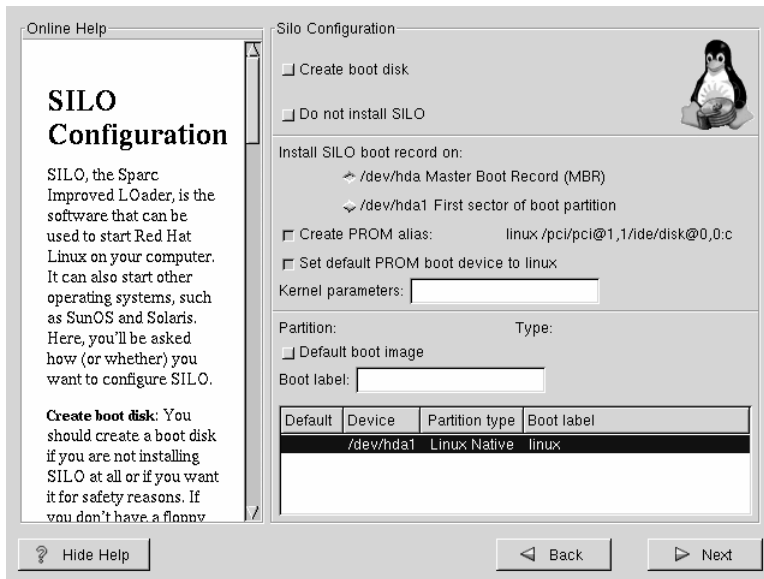 Online Help
SILO
Configuration
SILO, the Sparc
Improved LOader, is the
software that can be
used to start Red Hat
Linux on your computer.
It can also start other
operating systems, such
as SunOS and Solaris.
Here, you'll be asked
how (or whether) you
want to configure SILO.
Create boot disk: You
should create a boot disk
if you are not installing
SILO at all or if you want
it for safety reasons. If
you don't have a floppy
Hide Help
Silo Configuration
Create boot disk
Do not install SILO
Install SILO boot record on:
/dev/hda Master Boot Record (MBR)
/dev/hda1 First sector of boot partition
Create PROM alias: linux /pci/pci@1,1/ide/disk@0,0:c
Set default PROM boot device to linux
Kernel parameters:
Partition: Type:
Default boot image
Boot label:
Default Device Partition type Boot label
/dev/hda1 Linux Native linux
Back Next